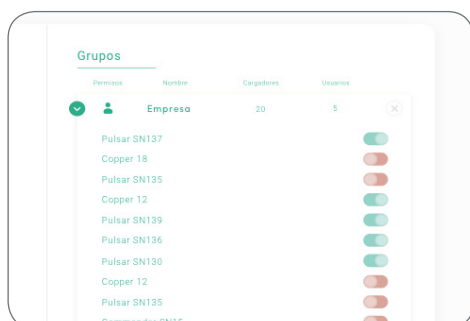 Grupos
Permisos Nombre Cargadores Usuarios
Empresa 20 5
Pulsar SN137
Copper 18
Pulsar SN135
Copper 12
Pulsar SN139
Pulsar SN136
Pulsar SN130
Copper 12
Pulsar SN135